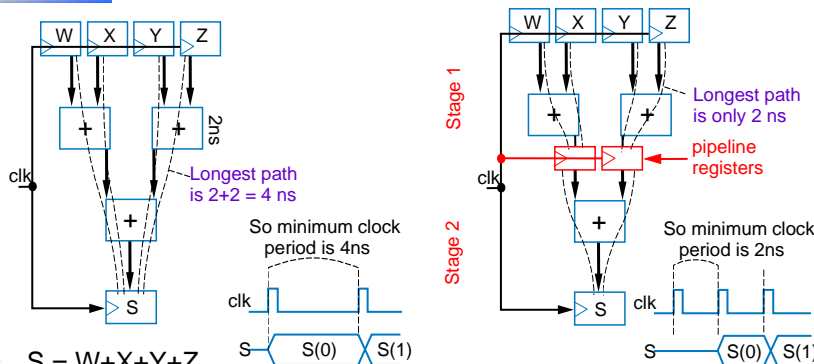 W X Y Z
+ +
2ns
Longest path
is 2+2 = 4 ns
clk
+
S
So minimum clock
period is 4ns
clk
S S(0) S(1)
S = W+X+Y+Z
W X Y Z
Stage 1
Longest path
is only 2 ns
+ +
pipeline
registers
clk
Stage 2
+
S
So minimum clock
period is 2ns
clk
S S(0) S(1)